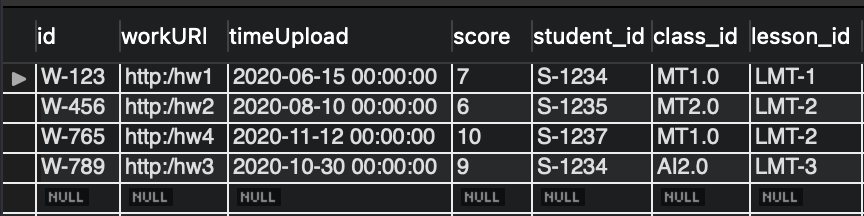 id workURI timeUpload score student_id class_id lesson_id
W-123 http:/hw1 2020-06-15 00:00:00 7 S-1234 MT1.0 LMT-1
W-456 http:/hw2 2020-08-10 00:00:00 6 S-1235 MT2.0 LMT-2
W-765 http:/hw4 2020-11-12 00:00:00 10 S-1237 MT1.0 LMT-2
W-789 http:/hw3 2020-10-30 00:00:00 9 S-1234 AI2.0 LMT-3
NULL NULL NULL NULL NULL NULL NULL